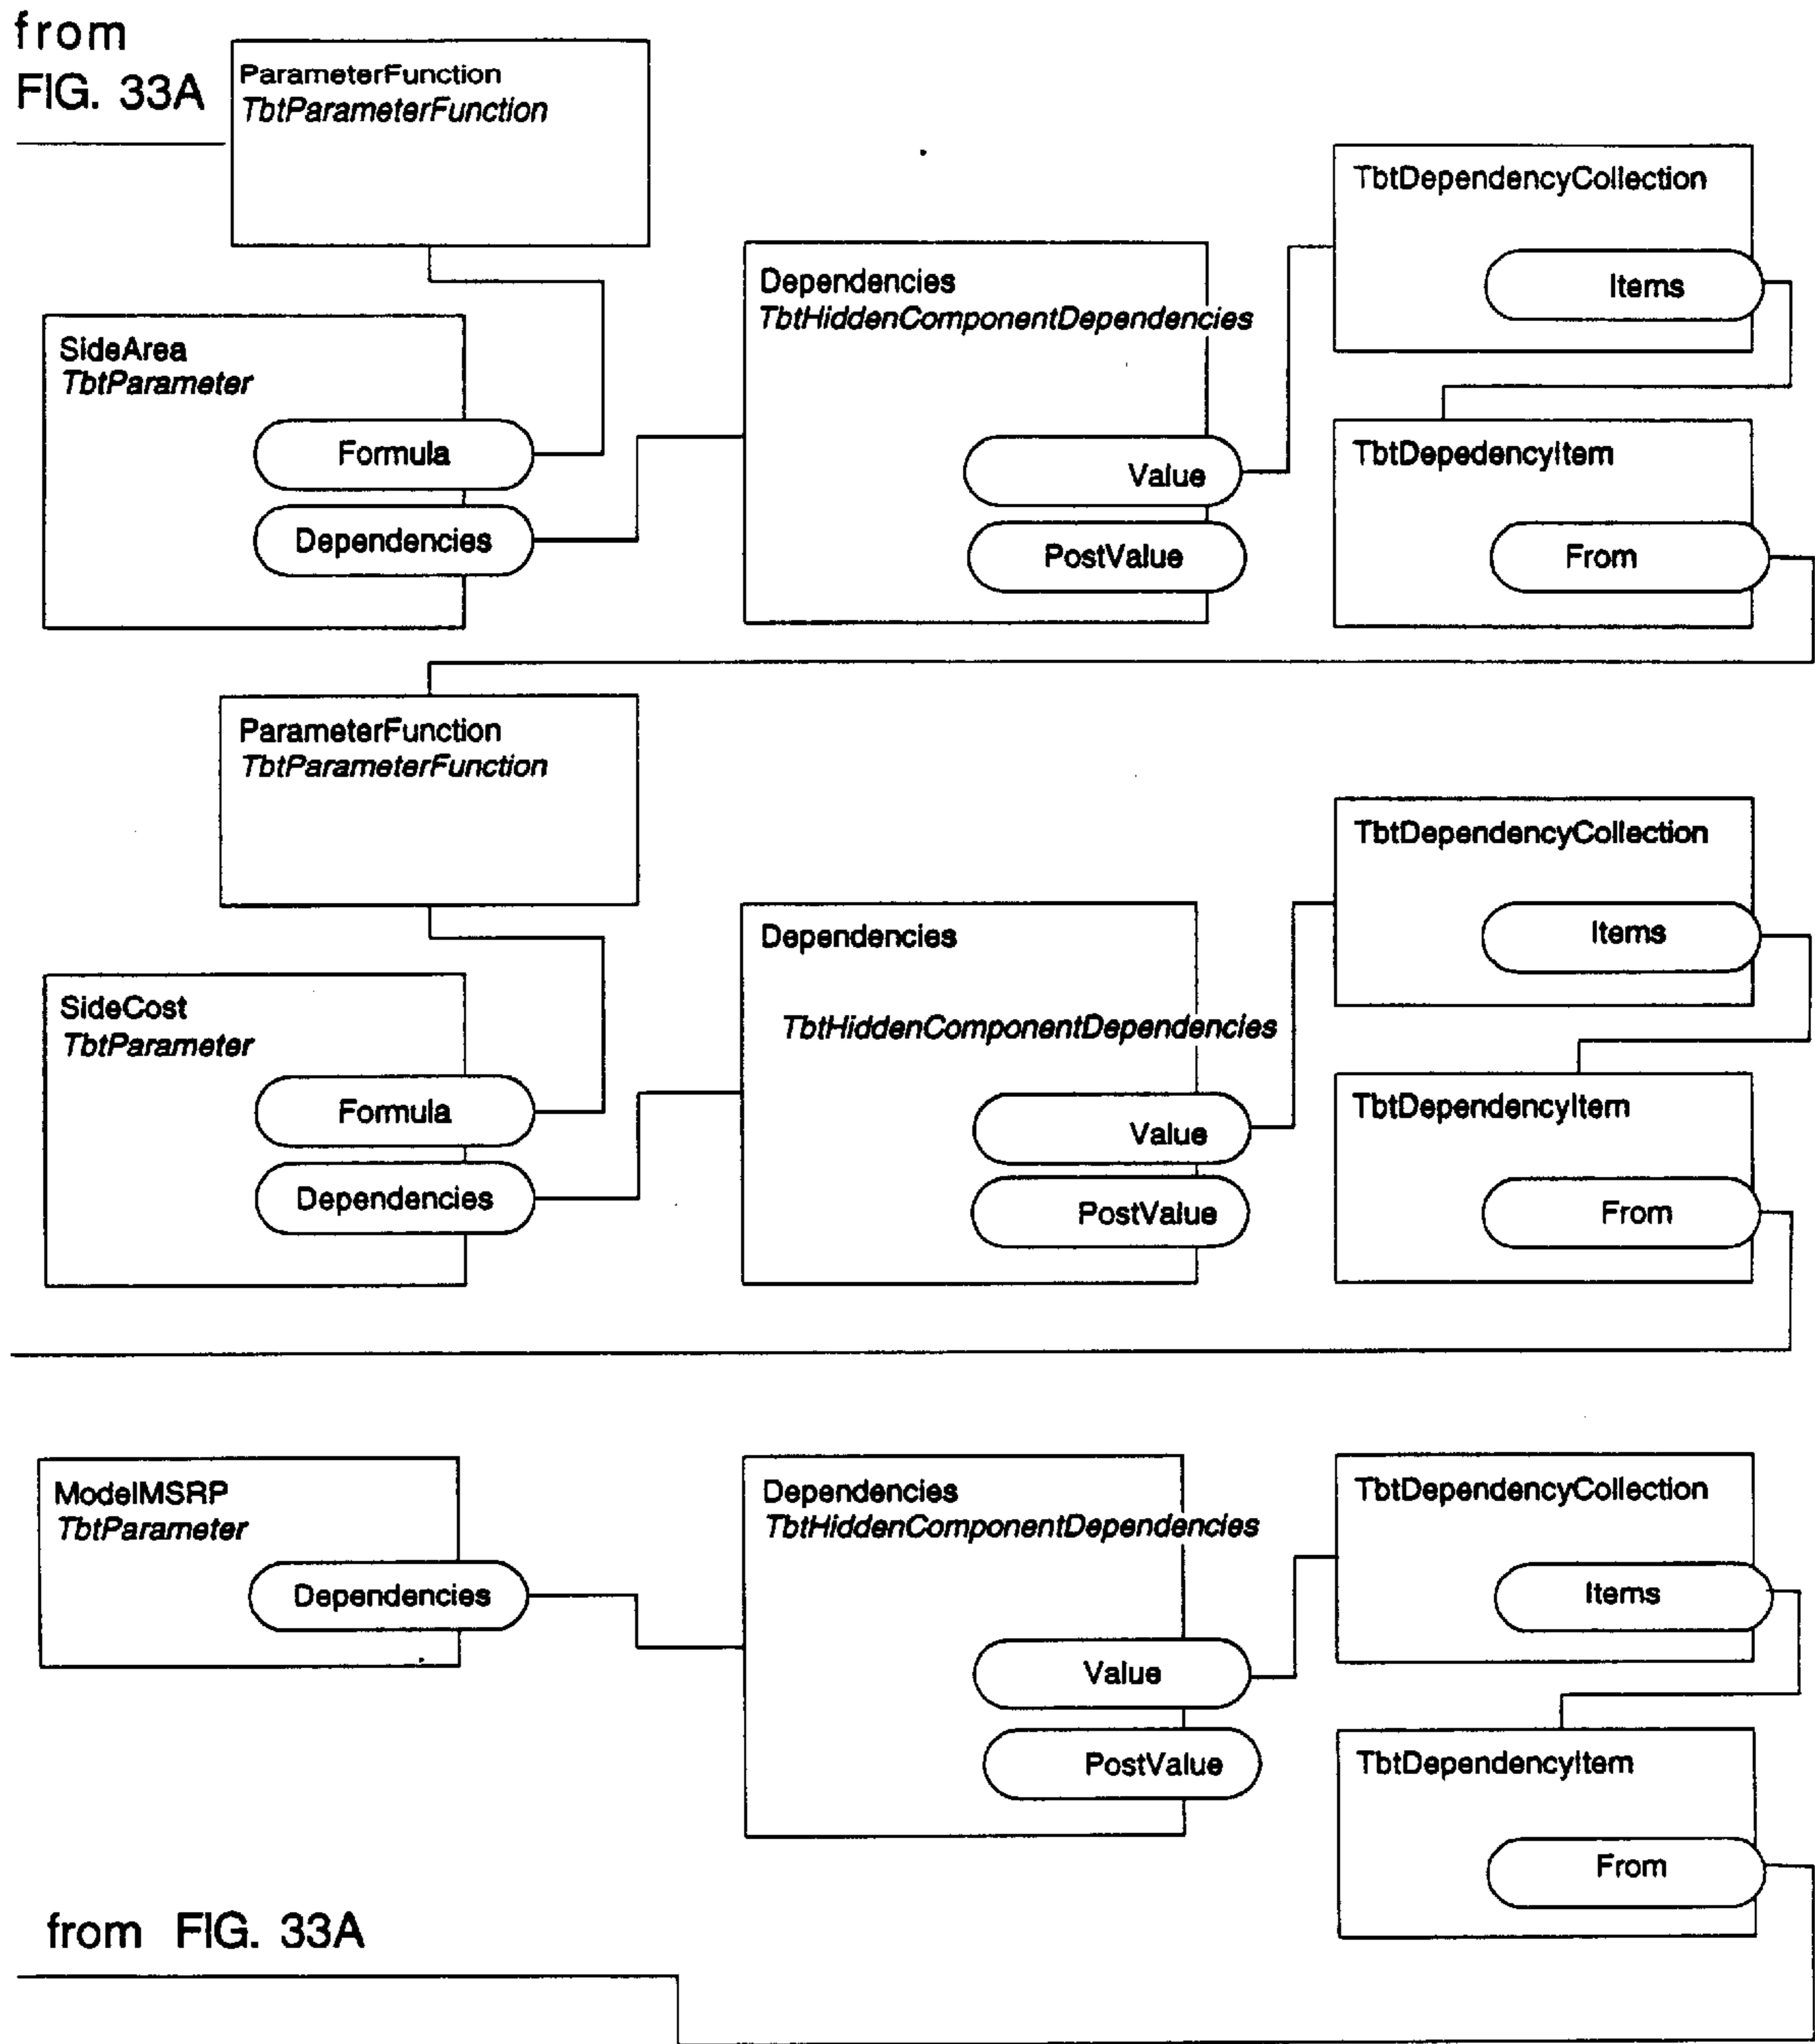 from
FIG. 33A
ParameterFunction
TbtParameterFunction
TbtDependencyCollection
Items
Dependencies
TbtHiddenComponentDependencies
SideArea
TbtParameter
Formula
Dependencies
Value
PostValue
TbtDepedencyItem
From
ParameterFunction
TbtParameterFunction
TbtDependencyCollection
Items
Dependencies
TbtHiddenComponentDependencies
SideCost
TbtParameter
Formula
Dependencies
Value
PostValue
TbtDependencyItem
From
ModelMSRP
TbtParameter
Dependencies
Dependencies
TbtHiddenComponentDependencies
Value
PostValue
TbtDependencyCollection
Items
TbtDependencyItem
From
from FIG. 33A